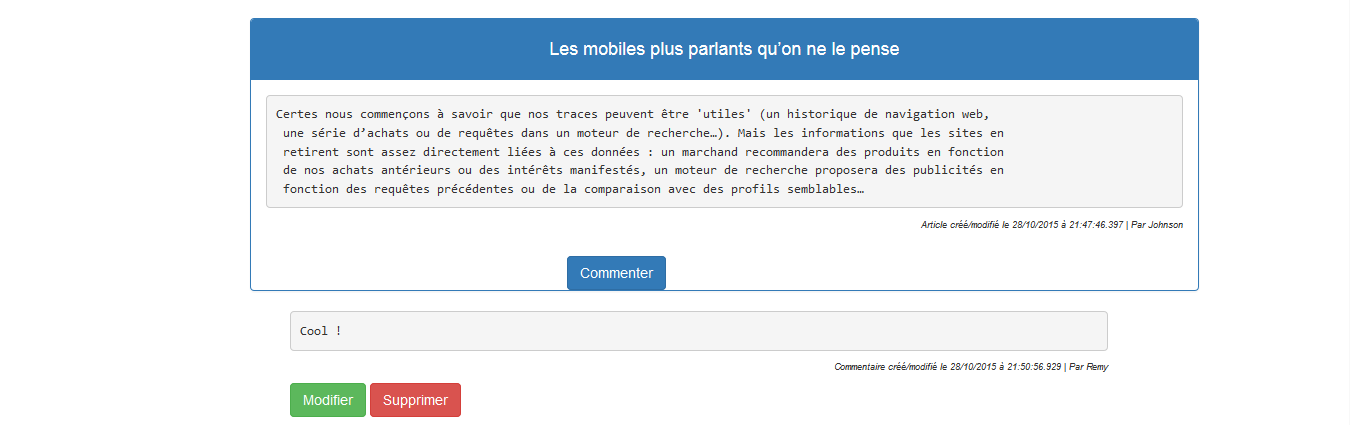 Les mobiles plus parlants qu’on ne le pense
Certes nous commençons à savoir que nos traces peuvent être 'utiles' (un historique de navigation web,
une série d’achats ou de requêtes dans un moteur de recherche…). Mais les informations que les sites en
retirent sont assez directement liées à ces données : un marchand recommandera des produits en fonction
de nos achats antérieurs ou des intérêts manifestés, un moteur de recherche proposera des publicités en
fonction des requêtes précédentes ou de la comparaison avec des profils semblables…
Article créé/modifié le 28/10/2015 à 21:47:46.397 | Par Johnson
Commenter
Cool !
Commentaire créé/modifié le 28/10/2015 à 21:50:56.929 | Par Remy
Modifier Supprimer